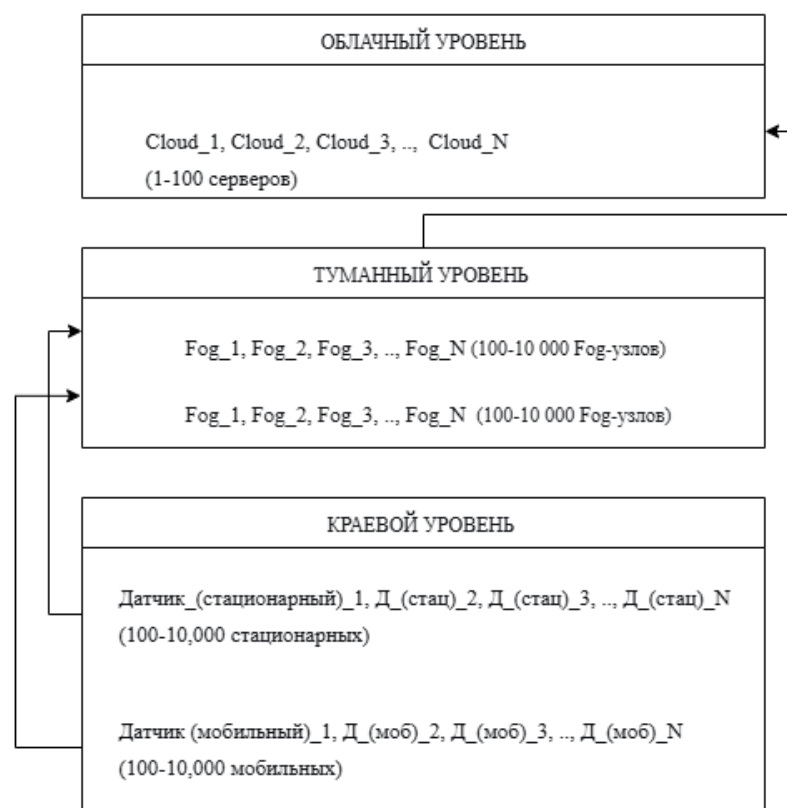 ОБЛАЧНЫЙ УРОВЕНЬ
Cloud_1, Cloud_2, Cloud_3, .., Cloud_N
(1-100 серверов)
ТУМАННЫЙ УРОВЕНЬ
Fog_1, Fog_2, Fog_3, .., Fog_N (100-10 000 Fog-узлов)
Fog_1, Fog_2, Fog_3, .., Fog_N (100-10 000 Fog-узлов)
КРАЕВОЙ УРОВЕНЬ
Датчик_(стационарный)_1, Д_(стац)_2, Д_(стац)_3, .., Д_(стац)_N
(100-10,000 стационарных)
Датчик (мобильный)_1, Д_(моб)_2, Д_(моб)_3, .., Д_(моб)_N
(100-10,000 мобильных)